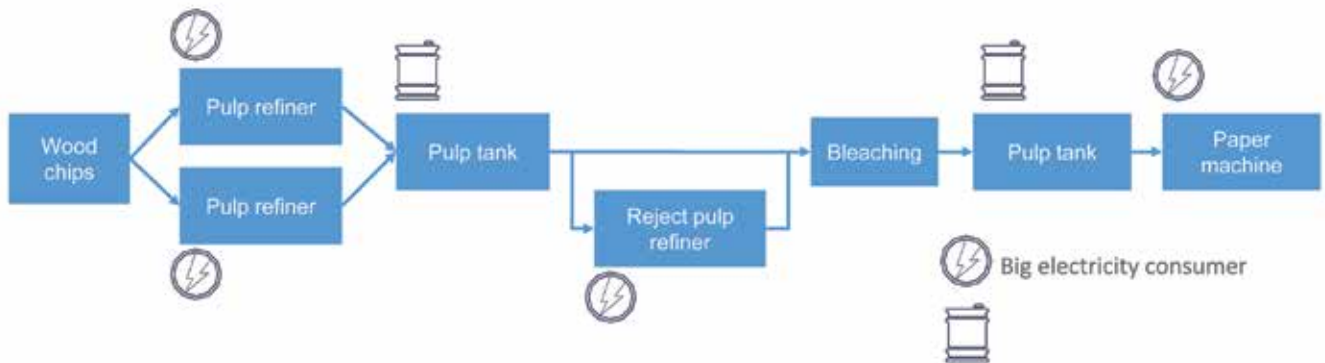 Wood
chips
Pulp refiner
Pulp refiner
Pulp tank
Reject pulp
refiner
Bleaching
Pulp tank
Paper
machine
Big electricity consumer